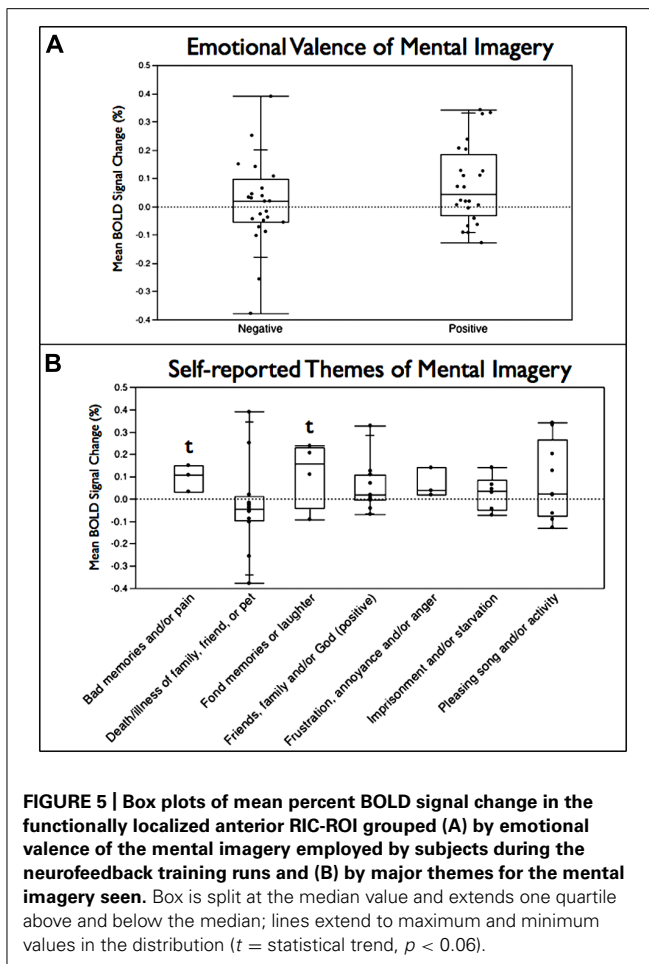 A
Emotional Valence of Mental Imagery
Mean BOLD Signal Change (%)
0.5
0.4
0.3
0.2
0.1
0.0
-0.1
-0.2
-0.3
-0.4
Negative
Positive
B
Self-reported Themes of Mental Imagery
Mean BOLD Signal Change (%)
0.5
0.4
0.3
0.2
0.1
0.0
-0.1
-0.2
-0.3
-0.4
t
t
Bad memories and/or pain
Death/illness of family, friend, or pet
Fond memories or laughter
Friends, family and/or God (positive)
Frustration, annoyance and/or anger
Imprisonment and/or starvation
Pleasing song and/or activity
FIGURE 5 | Box plots of mean percent BOLD signal change in the
functionally localized anterior RIC-ROI grouped (A) by emotional
valence of the mental imagery employed by subjects during the
neurofeedback training runs and (B) by major themes for the mental
imagery seen. Box is split at the median value and extends one quartile
above and below the median; lines extend to maximum and minimum
values in the distribution (t = statistical trend, p < 0.06).